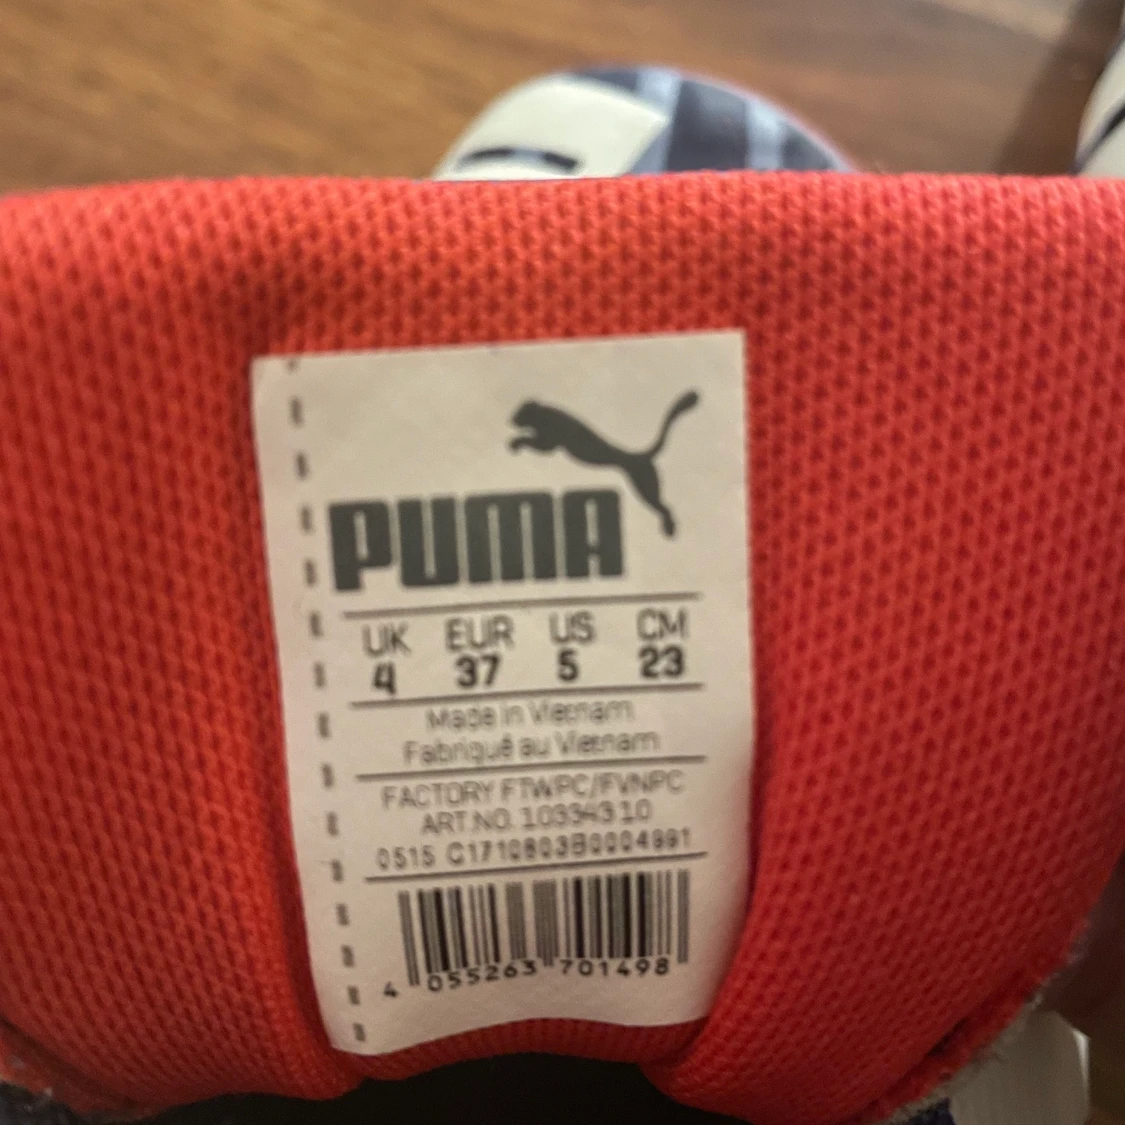 PUMA
UK EUR US CM
4 37 5 23
Made in Vietnam
Fabriqué au Vietnam
FACTORY FTWPC/FVNPC
ART.NO. 103343 10
0515 C1710803B0004991
4 055263 701498